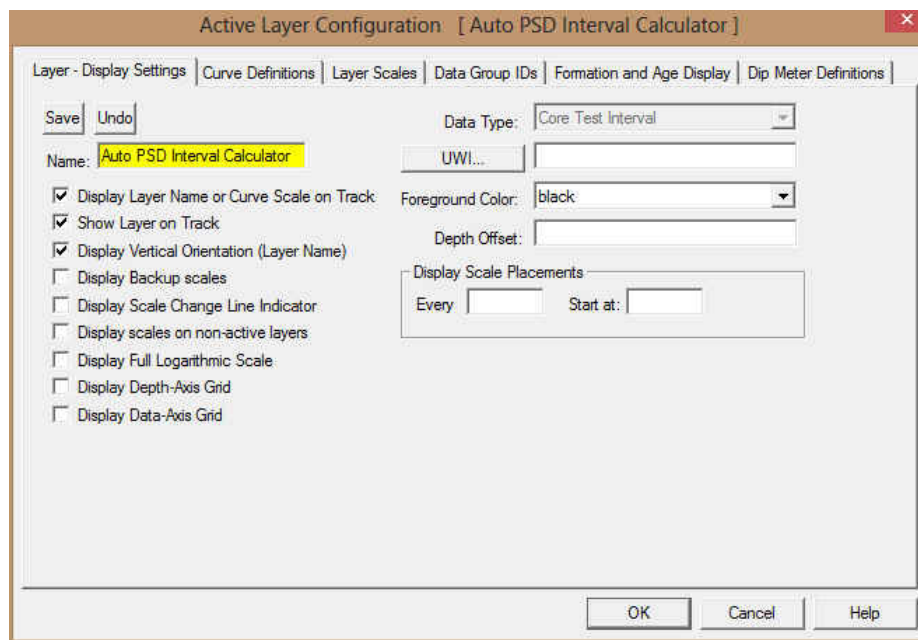 Active Layer Configuration [ Auto PSD Interval Calculator ]
Layer - Display Settings Curve Definitions Layer Scales Data Group IDs Formation and Age Display Dip Meter Definitions
Save Undo
Name: Auto PSD Interval Calculator
Display Layer Name or Curve Scale on Track
Show Layer on Track
Display Vertical Orientation (Layer Name)
Display Backup scales
Display Scale Change Line Indicator
Display scales on non-active layers
Display Full Logarithmic Scale
Display Depth-Axis Grid
Display Data-Axis Grid
Data Type: Core Test Interval
UWI...
Foreground Color: black
Depth Offset:
Display Scale Placements
Every Start at:
OK Cancel Help